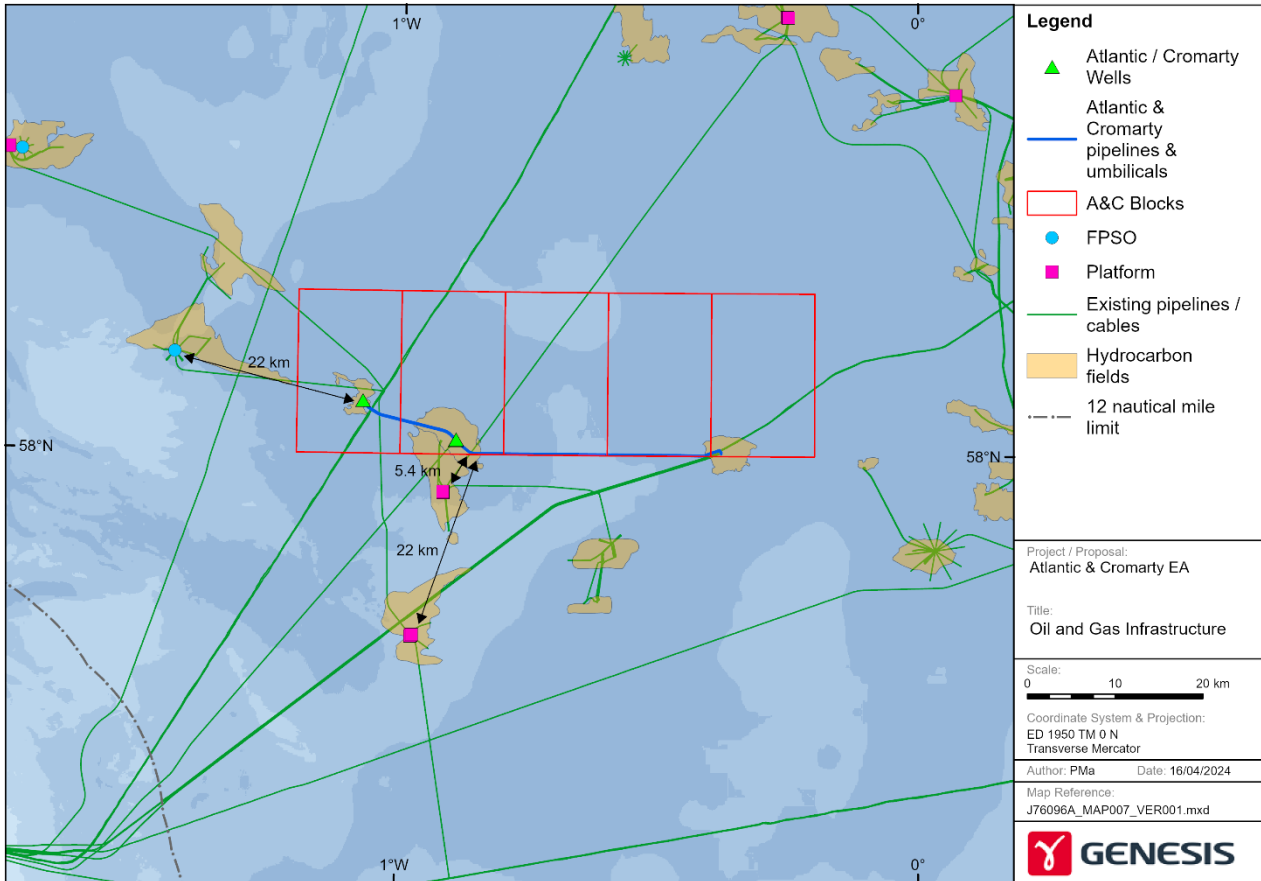 1°W
0°
22 km
58°N
58°N
5.4 km
22 km
1°W
0°
Legend
Atlantic / Cromarty
Wells
Atlantic &
Cromarty
pipelines &
umbilicals
A&C Blocks
FPSO
Platform
Existing pipelines /
cables
Hydrocarbon
fields
12 nautical mile
limit
Project / Proposal:
Atlantic & Cromarty EA
Title:
Oil and Gas Infrastructure
Scale:
0 10 20 km
Coordinate System & Projection:
ED 1950 TM 0 N
Transverse Mercator
Author: PMa Date: 16/04/2024
Map Reference:
J76096A_MAP007_VER001.mxd
GENESIS